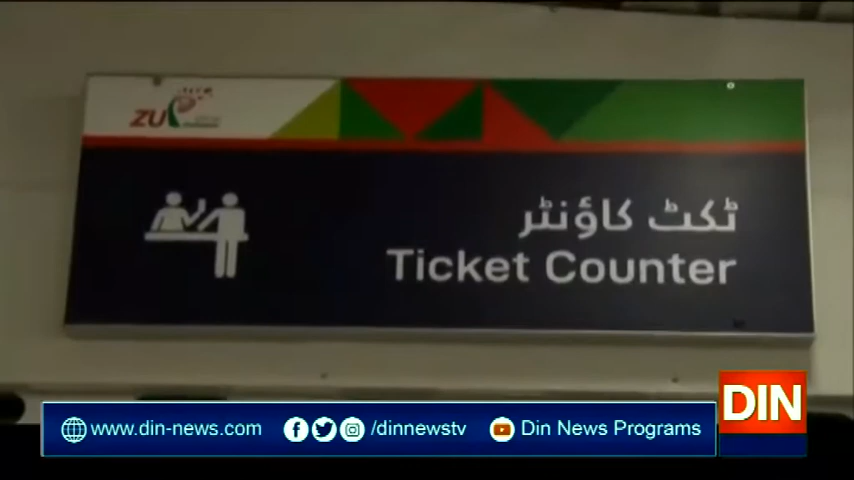 ZU
ٹکٹ کاؤنٹر
Ticket Counter
DIN
www.din-news.com /dinnewstv Din News Programs